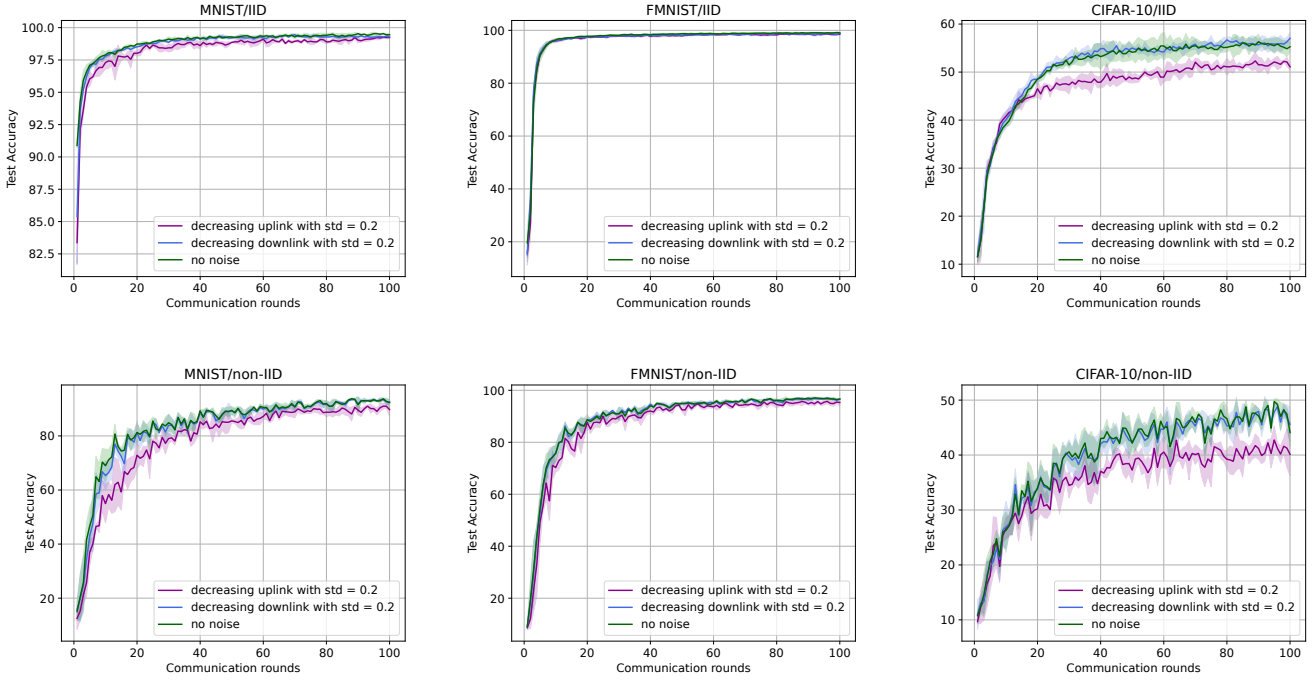 MNIST/IID
100.0
97.5
95.0
92.5
90.0
87.5
85.0
82.5
Test Accuracy
decreasing uplink with std = 0.2
decreasing downlink with std = 0.2
no noise
0 20 40 60 80 100
Communication rounds
FMNIST/IID
100
80
60
40
20
Test Accuracy
decreasing uplink with std = 0.2
decreasing downlink with std = 0.2
no noise
0 20 40 60 80 100
Communication rounds
CIFAR-10/IID
60
50
40
30
20
10
Test Accuracy
decreasing uplink with std = 0.2
decreasing downlink with std = 0.2
no noise
0 20 40 60 80 100
Communication rounds
MNIST/non-IID
80
60
40
20
Test Accuracy
decreasing uplink with std = 0.2
decreasing downlink with std = 0.2
no noise
0 20 40 60 80 100
Communication rounds
FMNIST/non-IID
100
80
60
40
20
Test Accuracy
decreasing uplink with std = 0.2
decreasing downlink with std = 0.2
no noise
0 20 40 60 80 100
Communication rounds
CIFAR-10/non-IID
50
40
30
20
10
Test Accuracy
decreasing uplink with std = 0.2
decreasing downlink with std = 0.2
no noise
0 20 40 60 80 100
Communication rounds